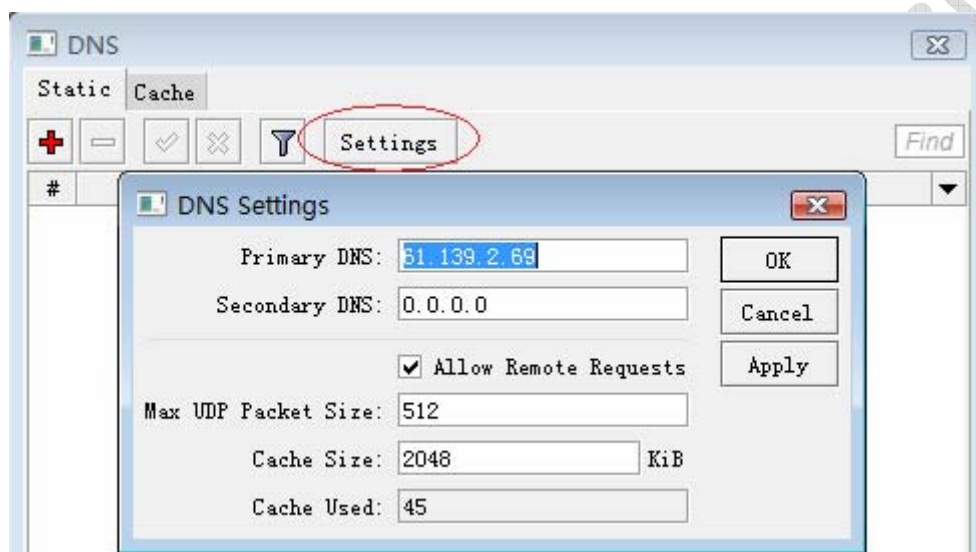 DNS
Static Cache
Settings Find
#
DNS Settings
Primary DNS: 61.139.2.69 OK
Secondary DNS: 0.0.0.0 Cancel
Allow Remote Requests Apply
Max UDP Packet Size: 512
Cache Size: 2048 KiB
Cache Used: 45